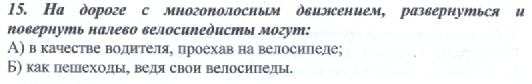 15. На дороге с многополосным движением, развернуться и
повернуть налево велосипедисты могут:
А) в качестве водителя, проехав на велосипеде;
Б) как пешеходы, ведя свои велосипеды.